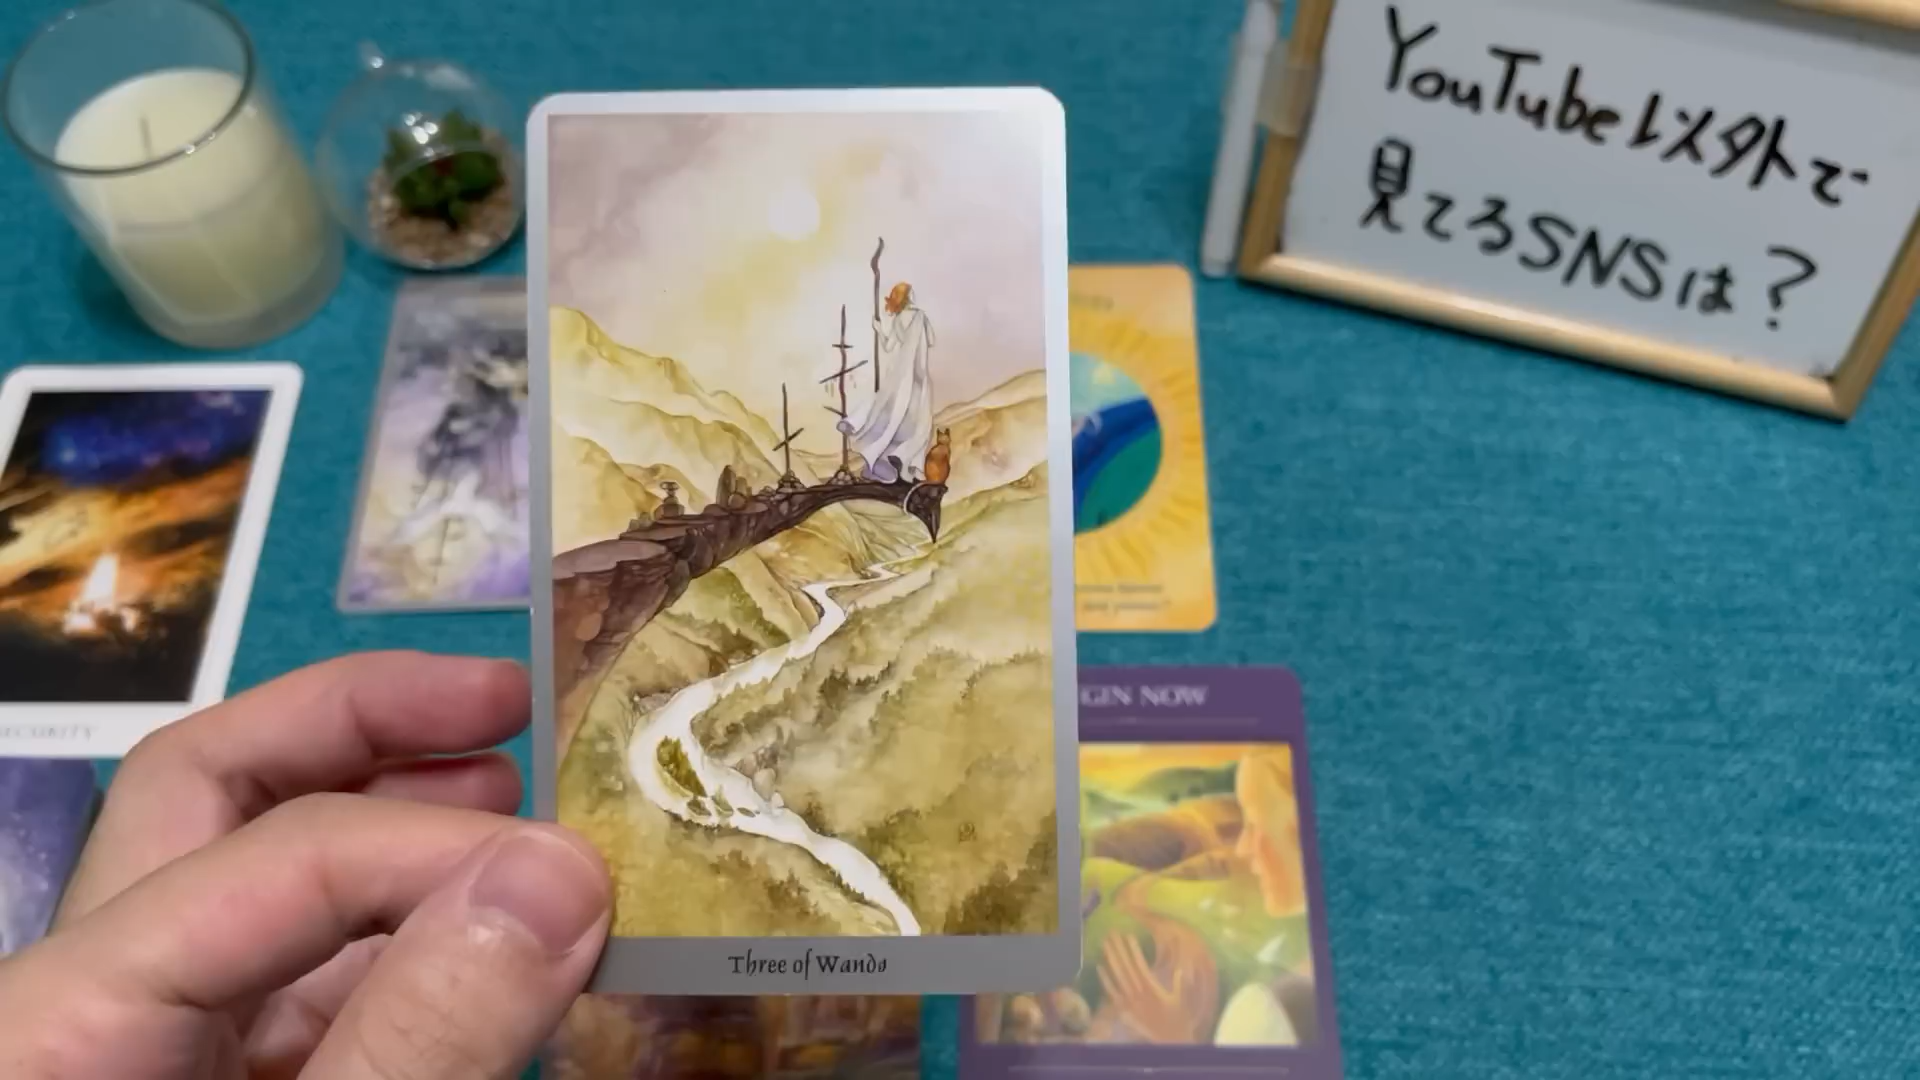 YouTube以外で
見てるSNSは?
Three of Wands
SECURITY
GIN NOW